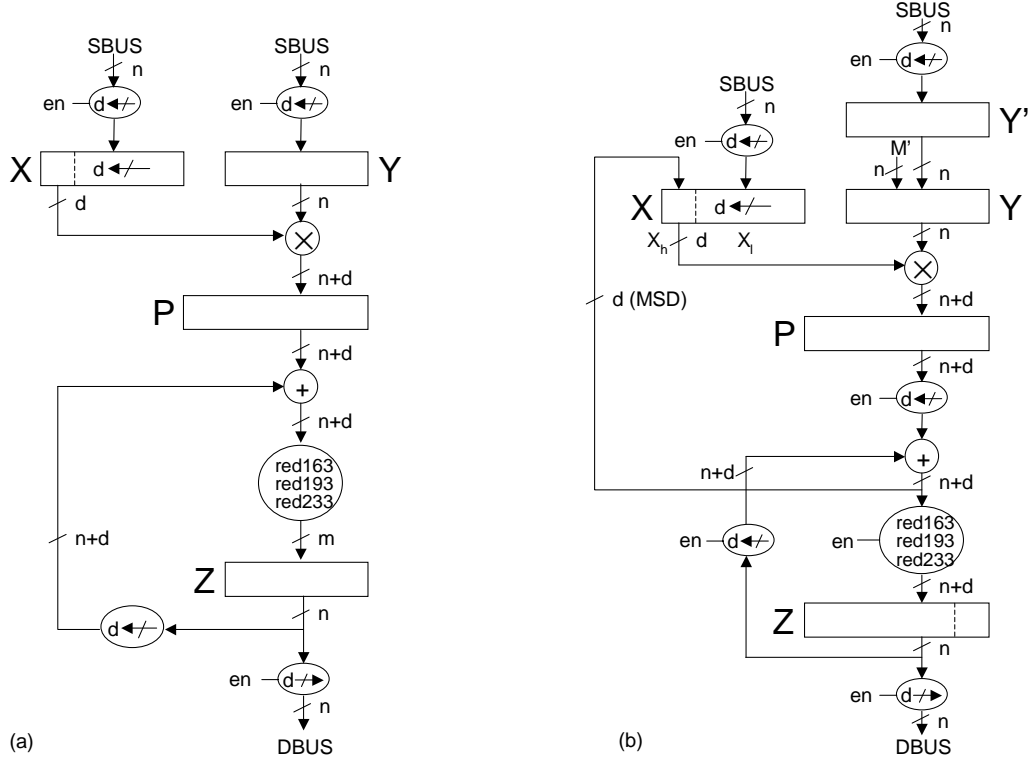 SBUS
SBUS
n
n
en
d
en
d
X
d
Y
d
n
×
n+d
P
n+d
+
n+d
red163
red193
red233
n+d
m
Z
n
d
en
d
n
(a)
DBUS
SBUS
n
en
d
SBUS
n
Y'
en
d
M'
n
n
X
d
Y
X_h
d
X_l
n
×
n+d
d (MSD)
P
n+d
en
d
+
n+d
n+d
red163
red193
red233
en
d
en
n+d
Z
n
en
d
n
(b)
DBUS